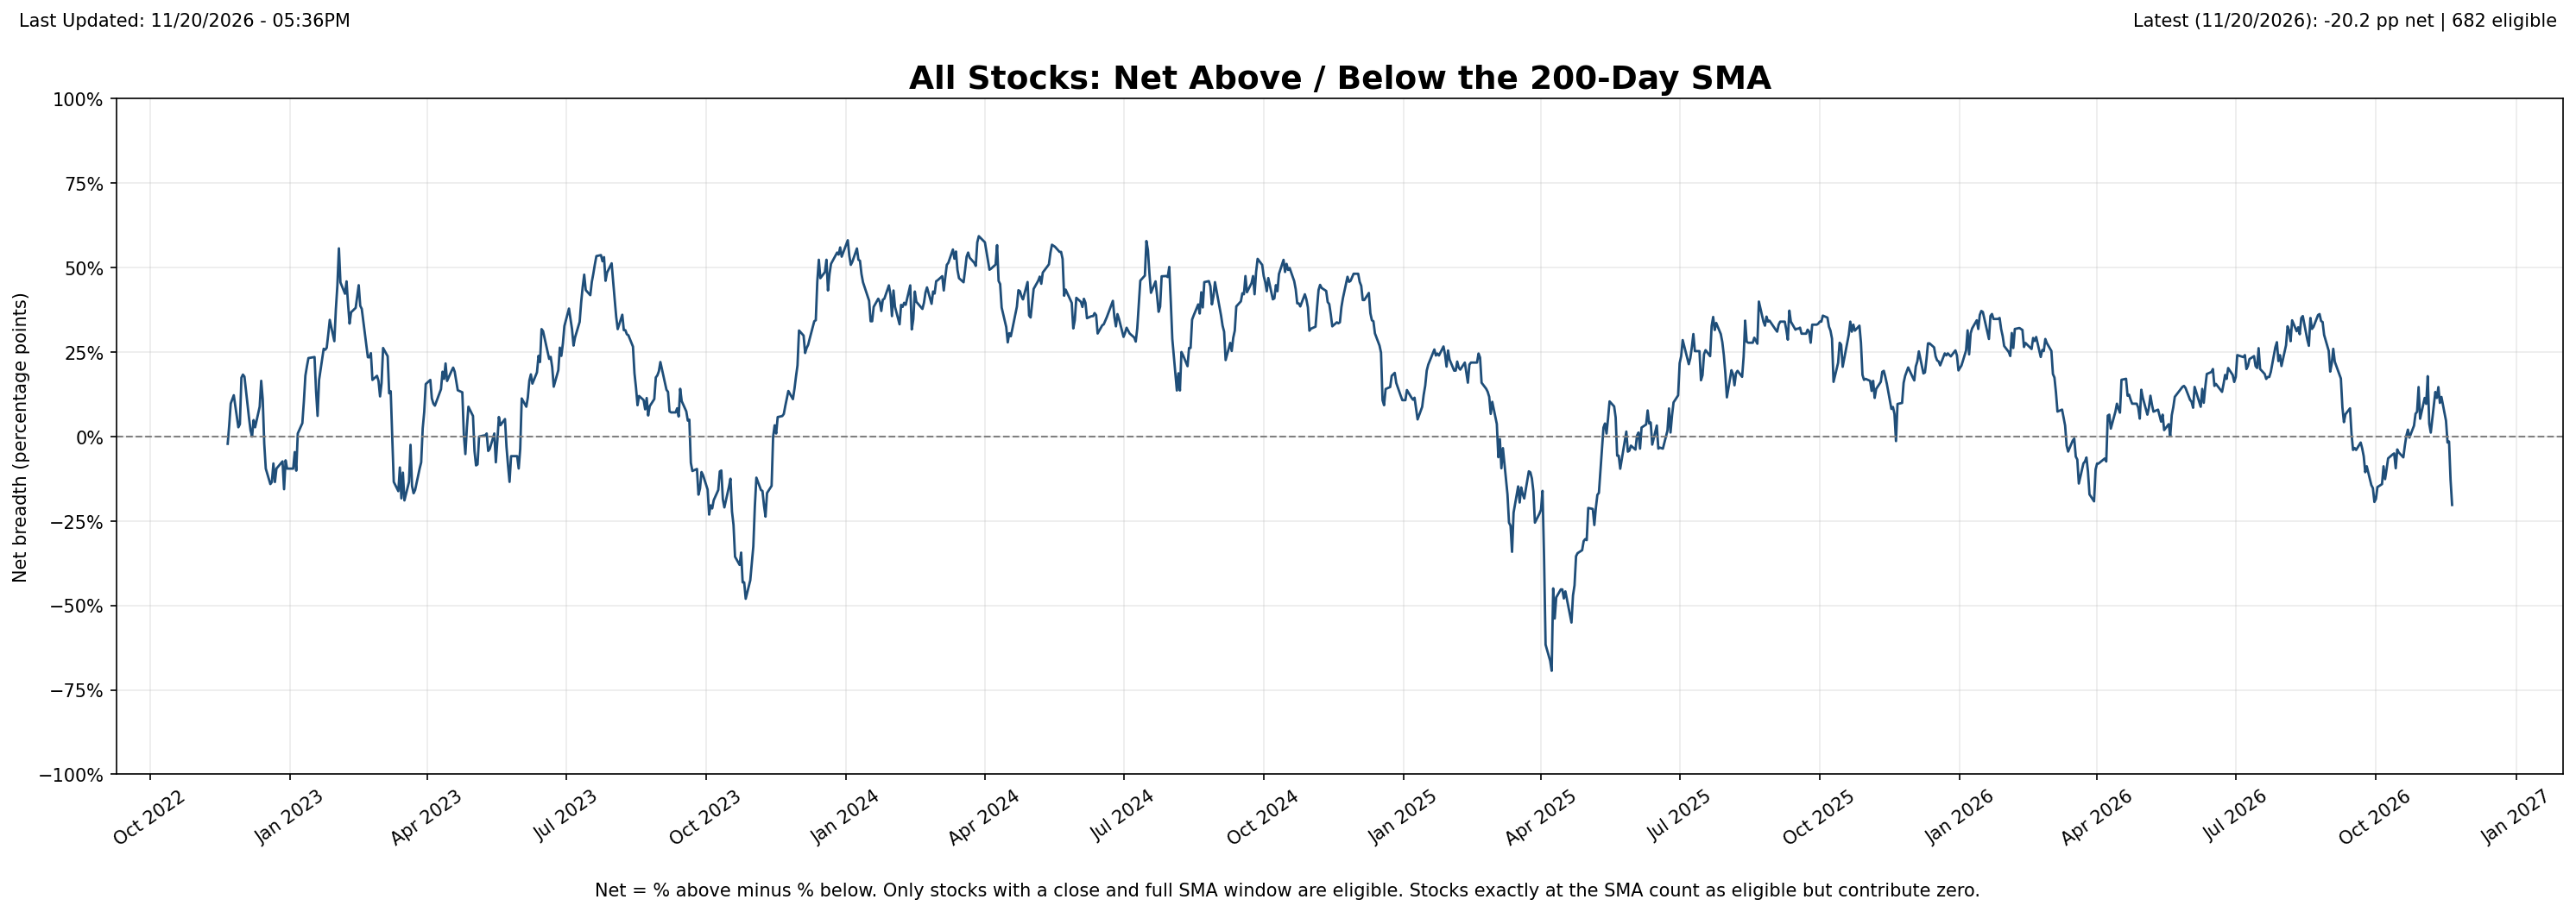 Last Updated: 11/20/2026 - 05:36PM
Latest (11/20/2026): -20.2 pp net | 682 eligible
All Stocks: Net Above / Below the 200-Day SMA
Net breadth (percentage points)
100%
75%
50%
25%
0%
−25%
−50%
−75%
−100%
Oct 2022
Jan 2023
Apr 2023
Jul 2023
Oct 2023
Jan 2024
Apr 2024
Jul 2024
Oct 2024
Jan 2025
Apr 2025
Jul 2025
Oct 2025
Jan 2026
Apr 2026
Jul 2026
Oct 2026
Jan 2027
Net = % above minus % below. Only stocks with a close and full SMA window are eligible. Stocks exactly at the SMA count as eligible but contribute zero.